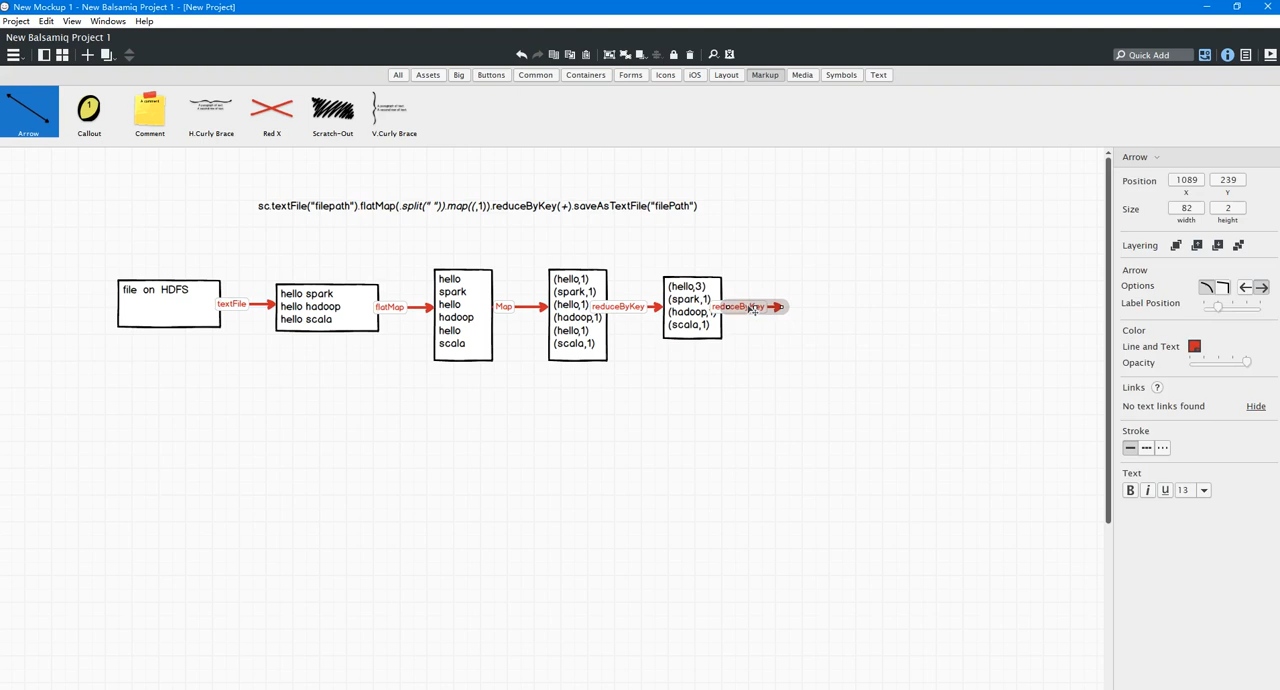 New Mockup 1 - New Balsamiq Project 1 - [New Project]
Project Edit View Windows Help
New Balsamiq Project 1
Quick Add
All Assets Big Buttons Common Containers Forms Icons iOS Layout Markup Media Symbols Text
Arrow Callout Comment H.Curly Brace Red X Scratch-Out V.Curly Brace
sc.textFile("filepath").flatMap(.split(" ")).map((,1)).reduceByKey(+).saveAsTextFile("filePath")
file on HDFS
textFile
hello spark
hello hadoop
hello scala
flatMap
hello
spark
hello
hadoop
hello
scala
Map
(hello,1)
(spark,1)
(hello,1)
(hadoop,1)
(hello,1)
(scala,1)
reduceByKey
(hello,3)
(spark,1)
(hadoop,1)
(scala,1)
reduceByKey
Arrow
Position 1089 239
X Y
Size 82 2
width height
Layering
Arrow
Options
Label Position
Color
Line and Text
Opacity
Links ?
No text links found Hide
Stroke
Text
B i U 13